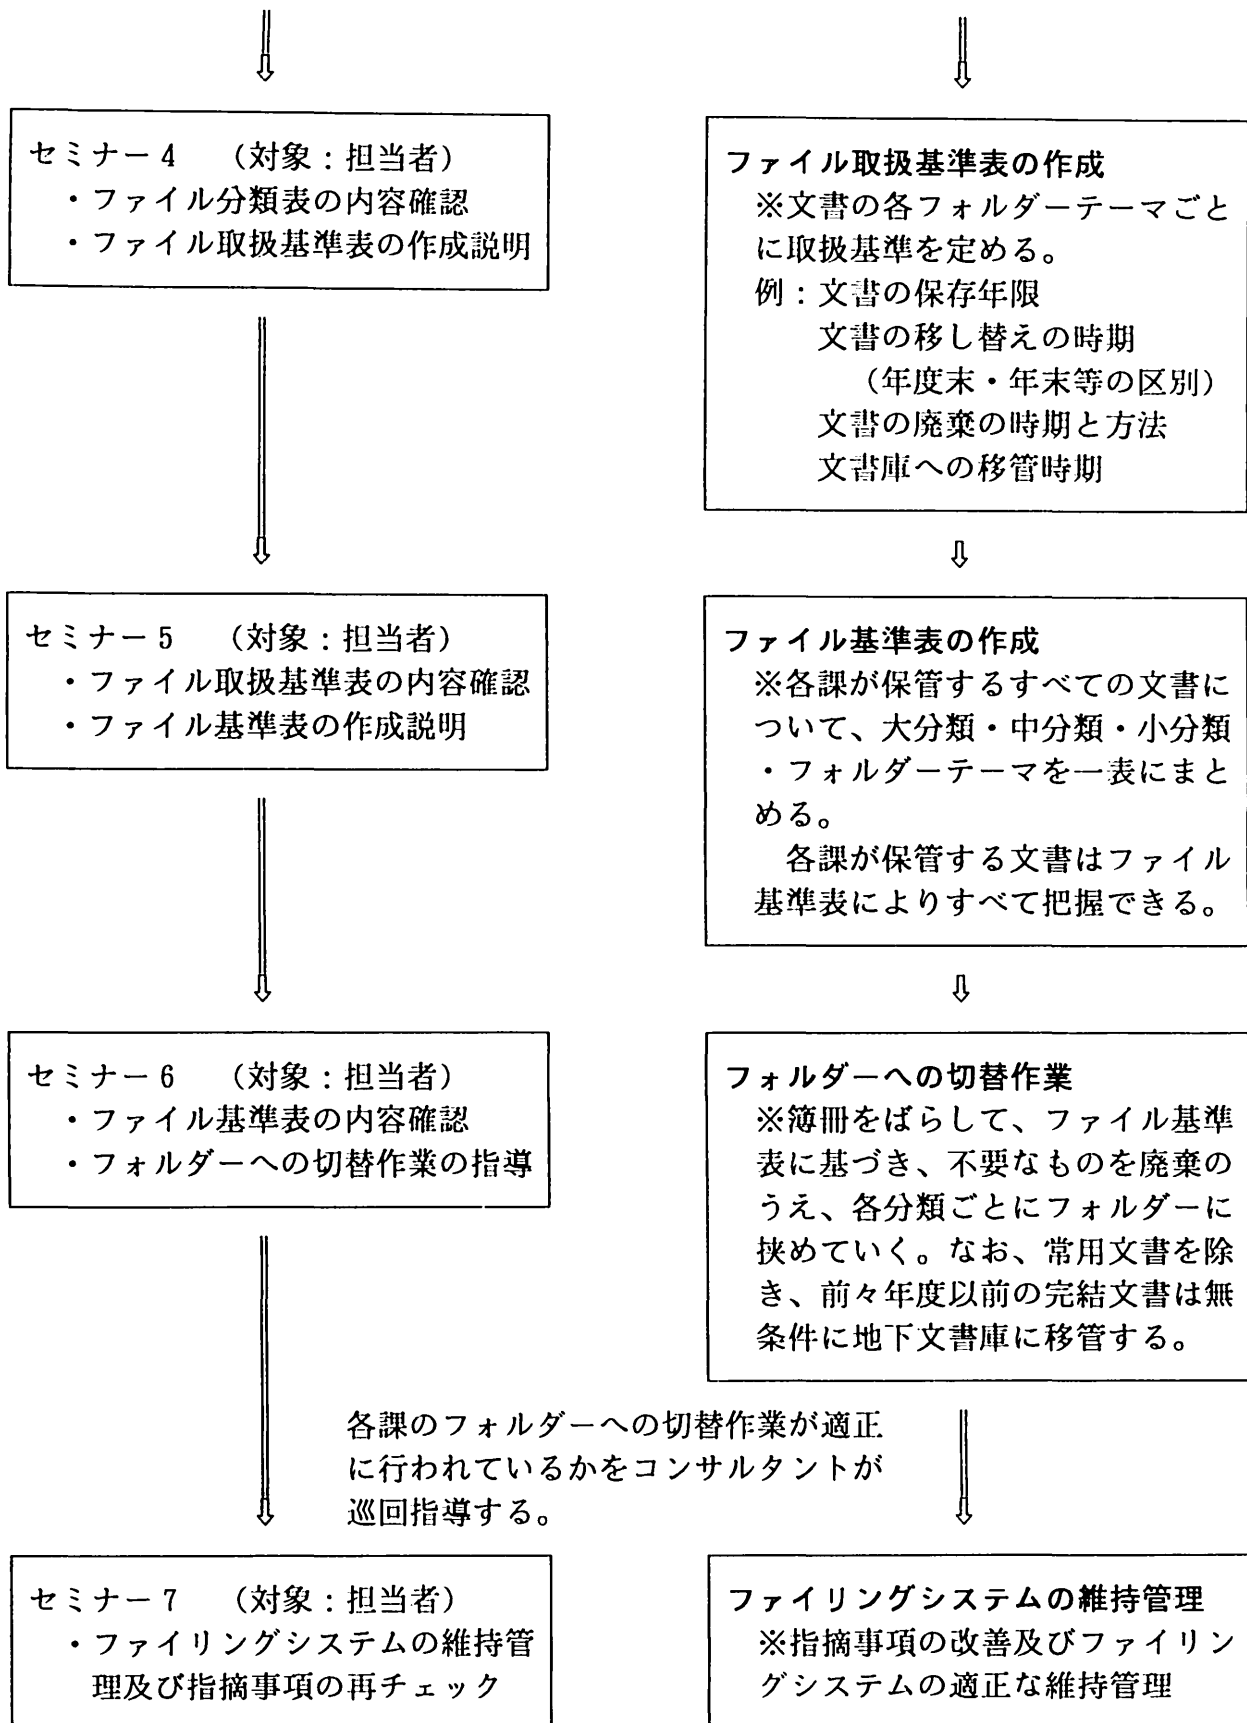 セミナー4　（対象：担当者）
・ファイル分類表の内容確認
・ファイル取扱基準表の作成説明
ファイル取扱基準表の作成
※文書の各フォルダーテーマごと
に取扱基準を定める。
例：文書の保存年限
文書の移し替えの時期
（年度末・年末等の区別）
文書の廃棄の時期と方法
文書庫への移管時期
セミナー5　（対象：担当者）
・ファイル取扱基準表の内容確認
・ファイル基準表の作成説明
ファイル基準表の作成
※各課が保管するすべての文書に
ついて、大分類・中分類・小分類
・フォルダーテーマを一表にまと
める。
各課が保管する文書はファイル
基準表によりすべて把握できる。
セミナー6　（対象：担当者）
・ファイル基準表の内容確認
・フォルダーへの切替作業の指導
フォルダーへの切替作業
※簿冊をばらして、ファイル基準
表に基づき、不要なものを廃棄の
うえ、各分類ごとにフォルダーに
挟めていく。なお、常用文書を除
き、前々年度以前の完結文書は無
条件に地下文書庫に移管する。
各課のフォルダーへの切替作業が適正
に行われているかをコンサルタントが
巡回指導する。
セミナー7　（対象：担当者）
・ファイリングシステムの維持管
理及び指摘事項の再チェック
ファイリングシステムの維持管理
※指摘事項の改善及びファイリン
グシステムの適正な維持管理